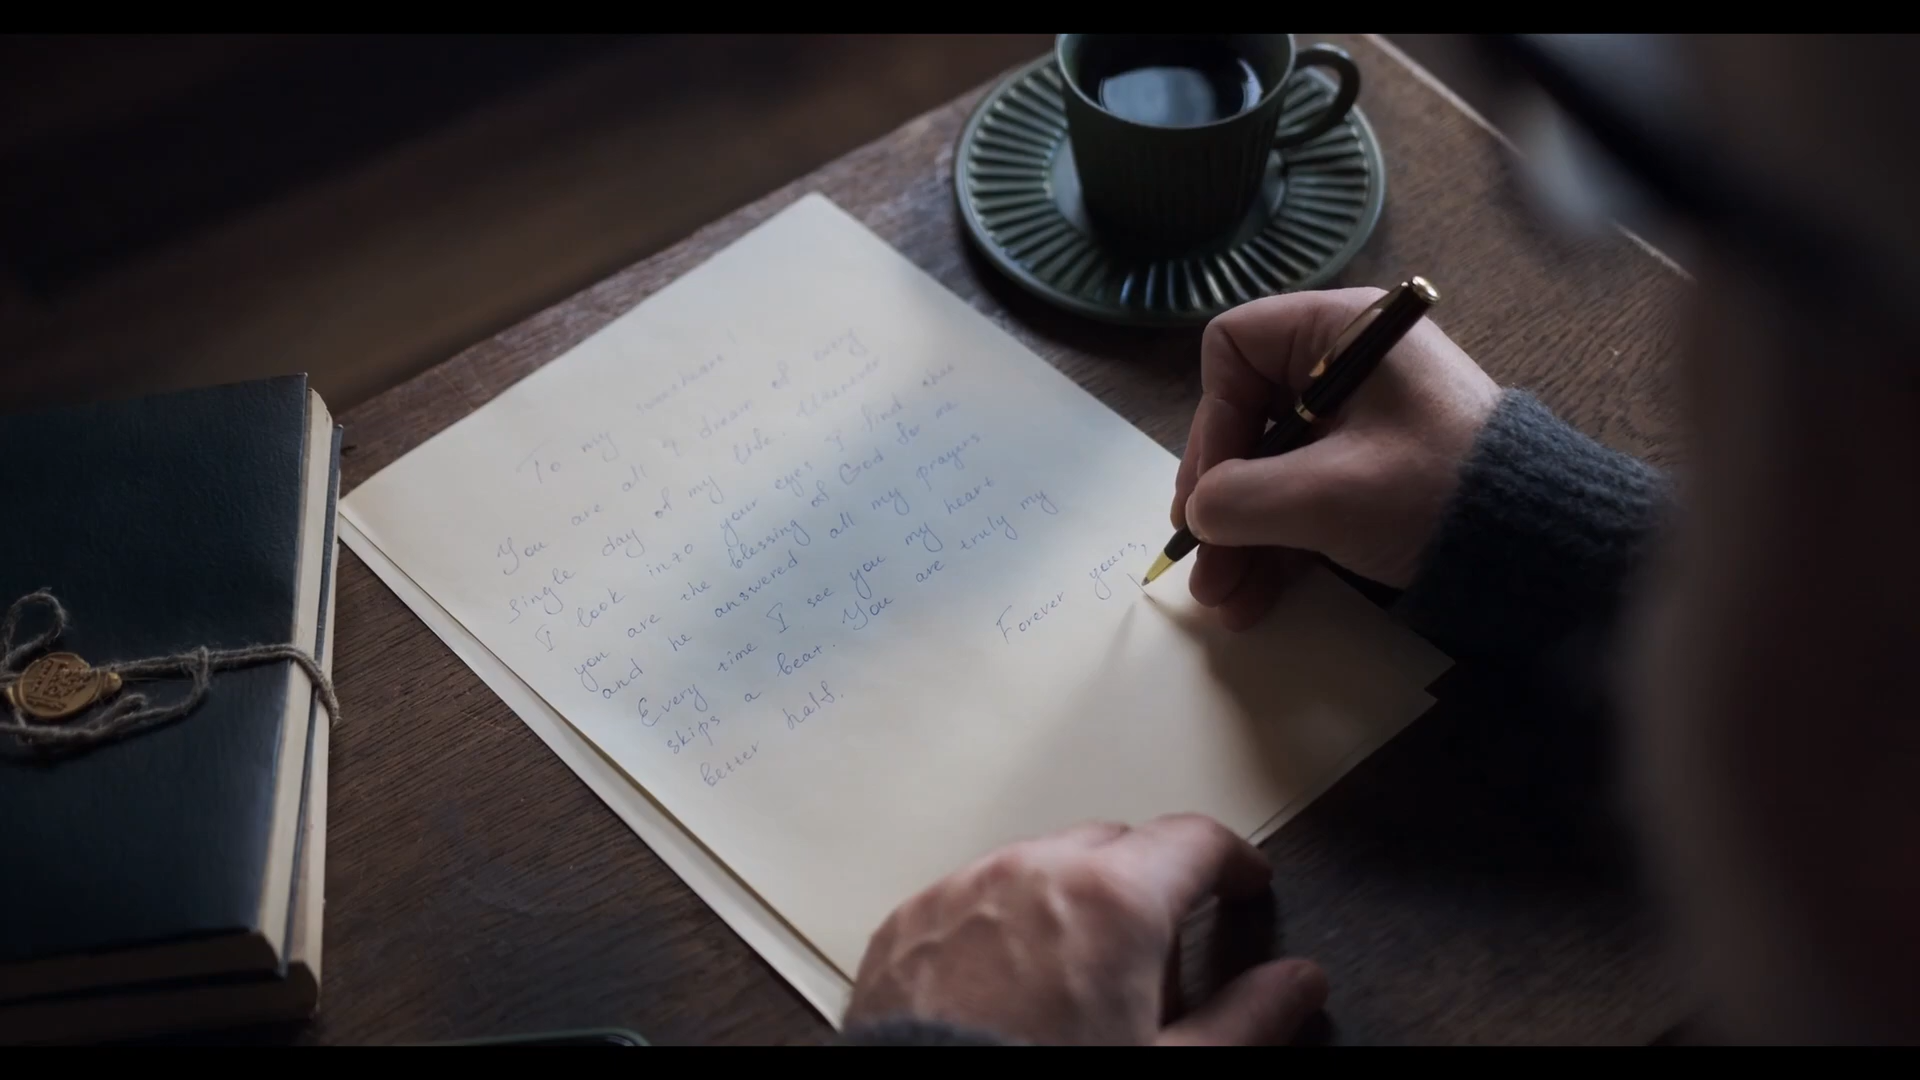 To my sweetheart!
You are all I dream of every
single day of my life. Whenever
I look into your eyes I find that
you are the blessing of God for me
and he answered all my prayers
Every time I see you my heart
skips a beat. You are truly my
better half.
Forever yours,